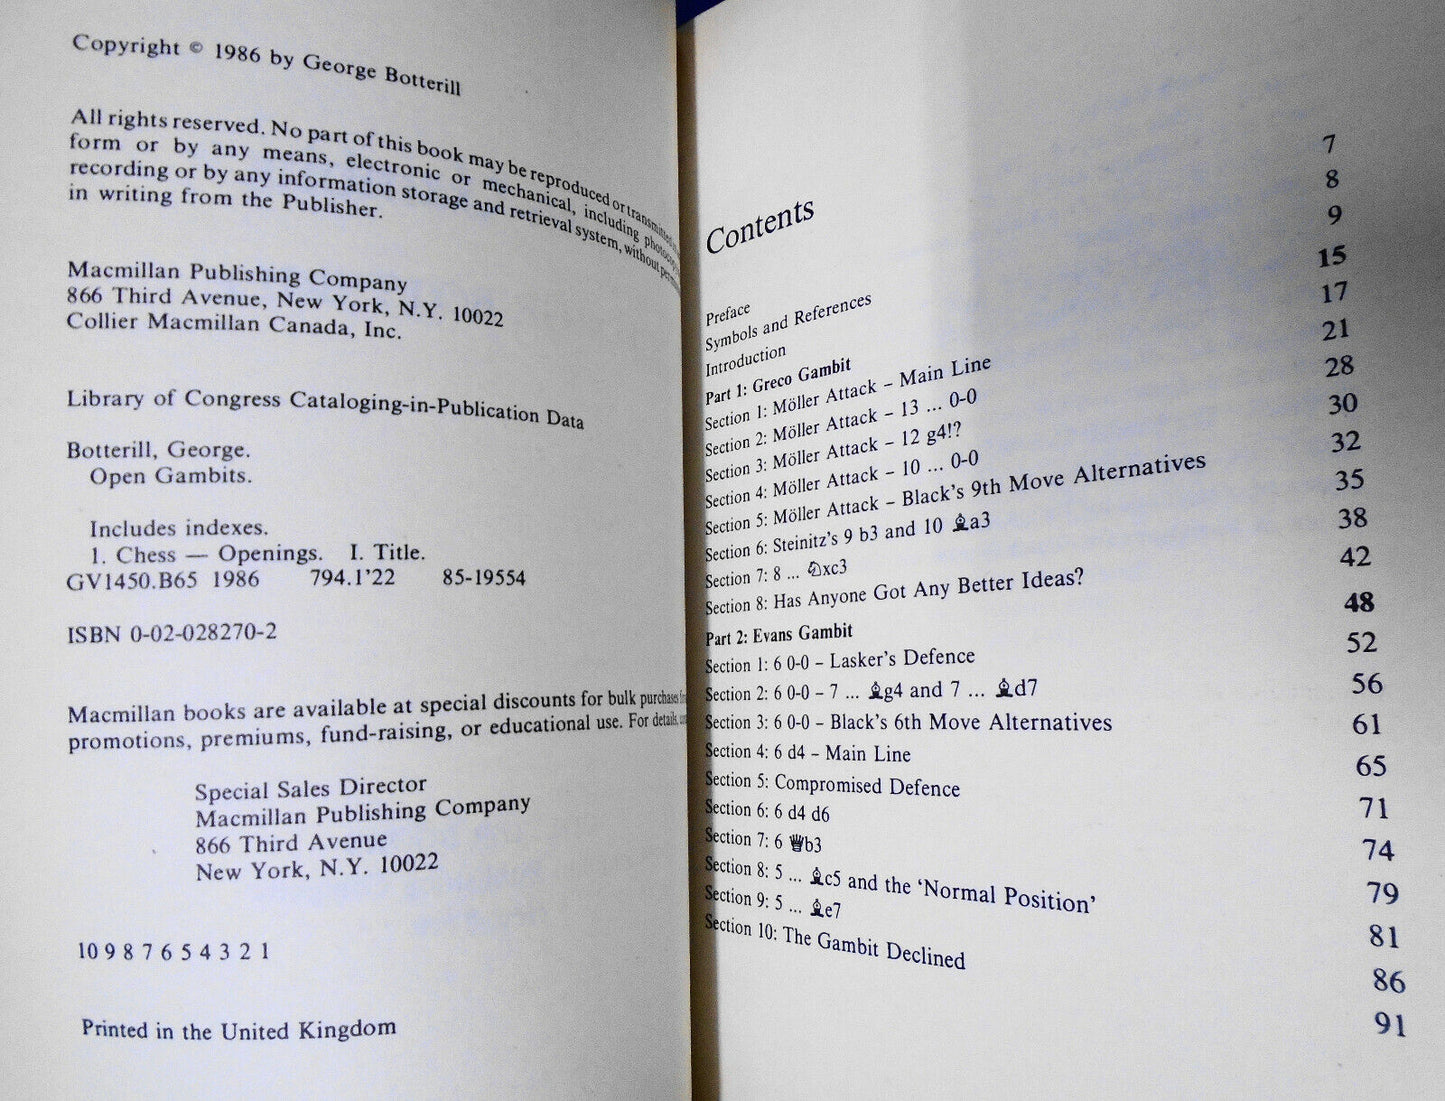 Copyright © 1986 by George Botterill
All rights reserved. No part of this book may be reproduced or transmitted
form or by any means, electronic or mechanical, including
recording or by any information storage and retrieval system, without
in writing from the Publisher.
Macmillan Publishing Company
866 Third Avenue, New York, N.Y. 10022
Collier Macmillan Canada, Inc.
Library of Congress Cataloging-in-Publication Data
Botterill, George.
Open Gambits.
Includes indexes.
1. Chess — Openings. I. Title.
GV1450.B65 1986 794.1'22 85-19554
ISBN 0-02-028270-2
Macmillan books are available at special discounts for bulk purchases
promotions, premiums, fund-raising, or educational use. For details,
Special Sales Director
Macmillan Publishing Company
866 Third Avenue
New York, N.Y. 10022
10 9 8 7 6 5 4 3 2 1
Printed in the United Kingdom
Contents
Preface 7
Symbols and References 8
Introduction 9
Part 1: Greco Gambit 15
Section 1: Möller Attack – Main Line 17
Section 2: Möller Attack – 13 ... 0-0 21
Section 3: Möller Attack – 12 g4!? 28
Section 4: Möller Attack – 10 ... 0-0 30
Section 5: Möller Attack – Black's 9th Move Alternatives 32
Section 6: Steinitz's 9 b3 and 10 ♝a3 35
Section 7: 8 ... ♘xc3 38
Section 8: Has Anyone Got Any Better Ideas? 42
Part 2: Evans Gambit 48
Section 1: 6 0-0 – Lasker's Defence 52
Section 2: 6 0-0 – 7 ... ♝g4 and 7 ... ♝d7 56
Section 3: 6 0-0 – Black's 6th Move Alternatives 61
Section 4: 6 d4 – Main Line 65
Section 5: Compromised Defence 71
Section 6: 6 d4 d6 74
Section 7: 6 ♛b3 79
Section 8: 5 ... ♝c5 and the 'Normal Position' 81
Section 9: 5 ... ♝e7 86
Section 10: The Gambit Declined 91